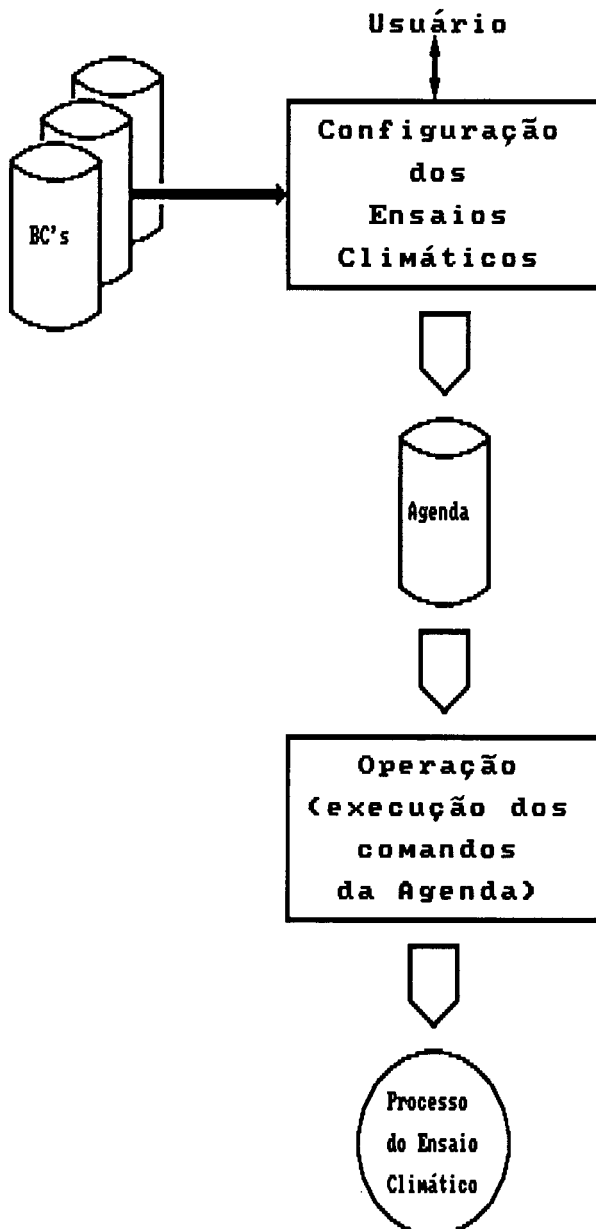 Usuário
Configuração
dos
Ensaios
Climáticos
BC's
Agenda
Operação
(execução dos
comandos
da Agenda)
Processo
do Ensaio
Climático